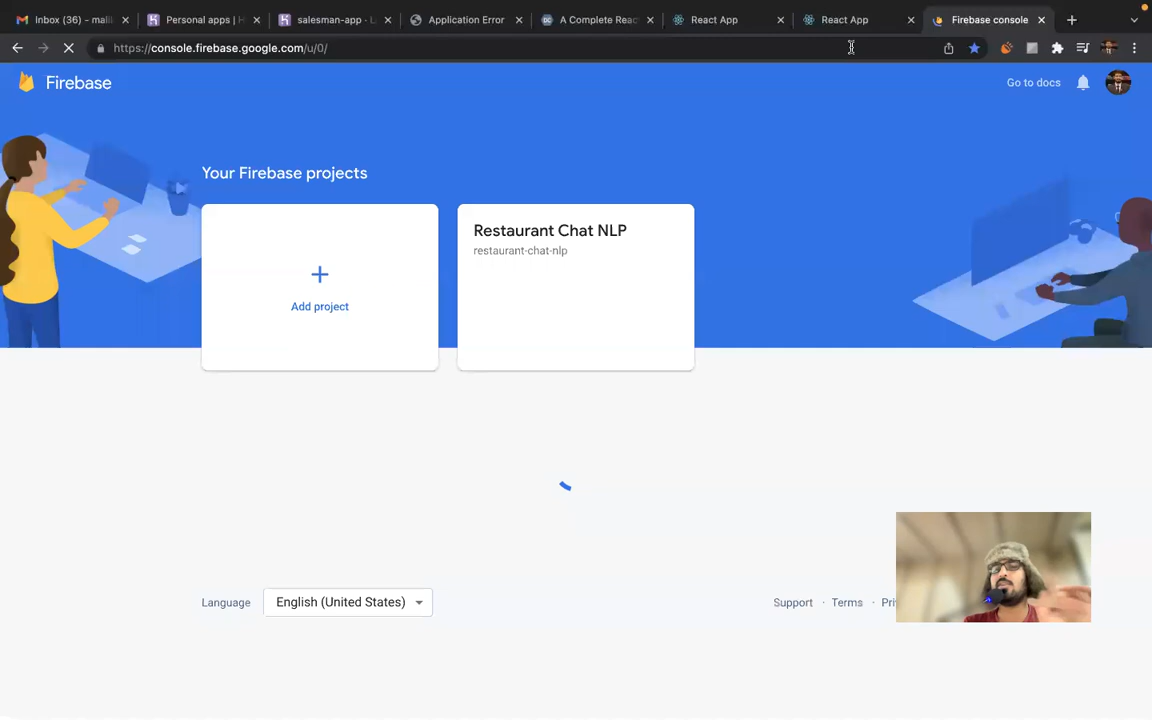 Inbox (36) - mali
Personal apps | H
salesman-app · L
Application Error
A Complete Reac
React App
React App
Firebase console
https://console.firebase.google.com/u/0/
Firebase
Go to docs
Your Firebase projects
Add project
Restaurant Chat NLP
restaurant-chat-nlp
Language
English (United States)
Support · Terms · Pri